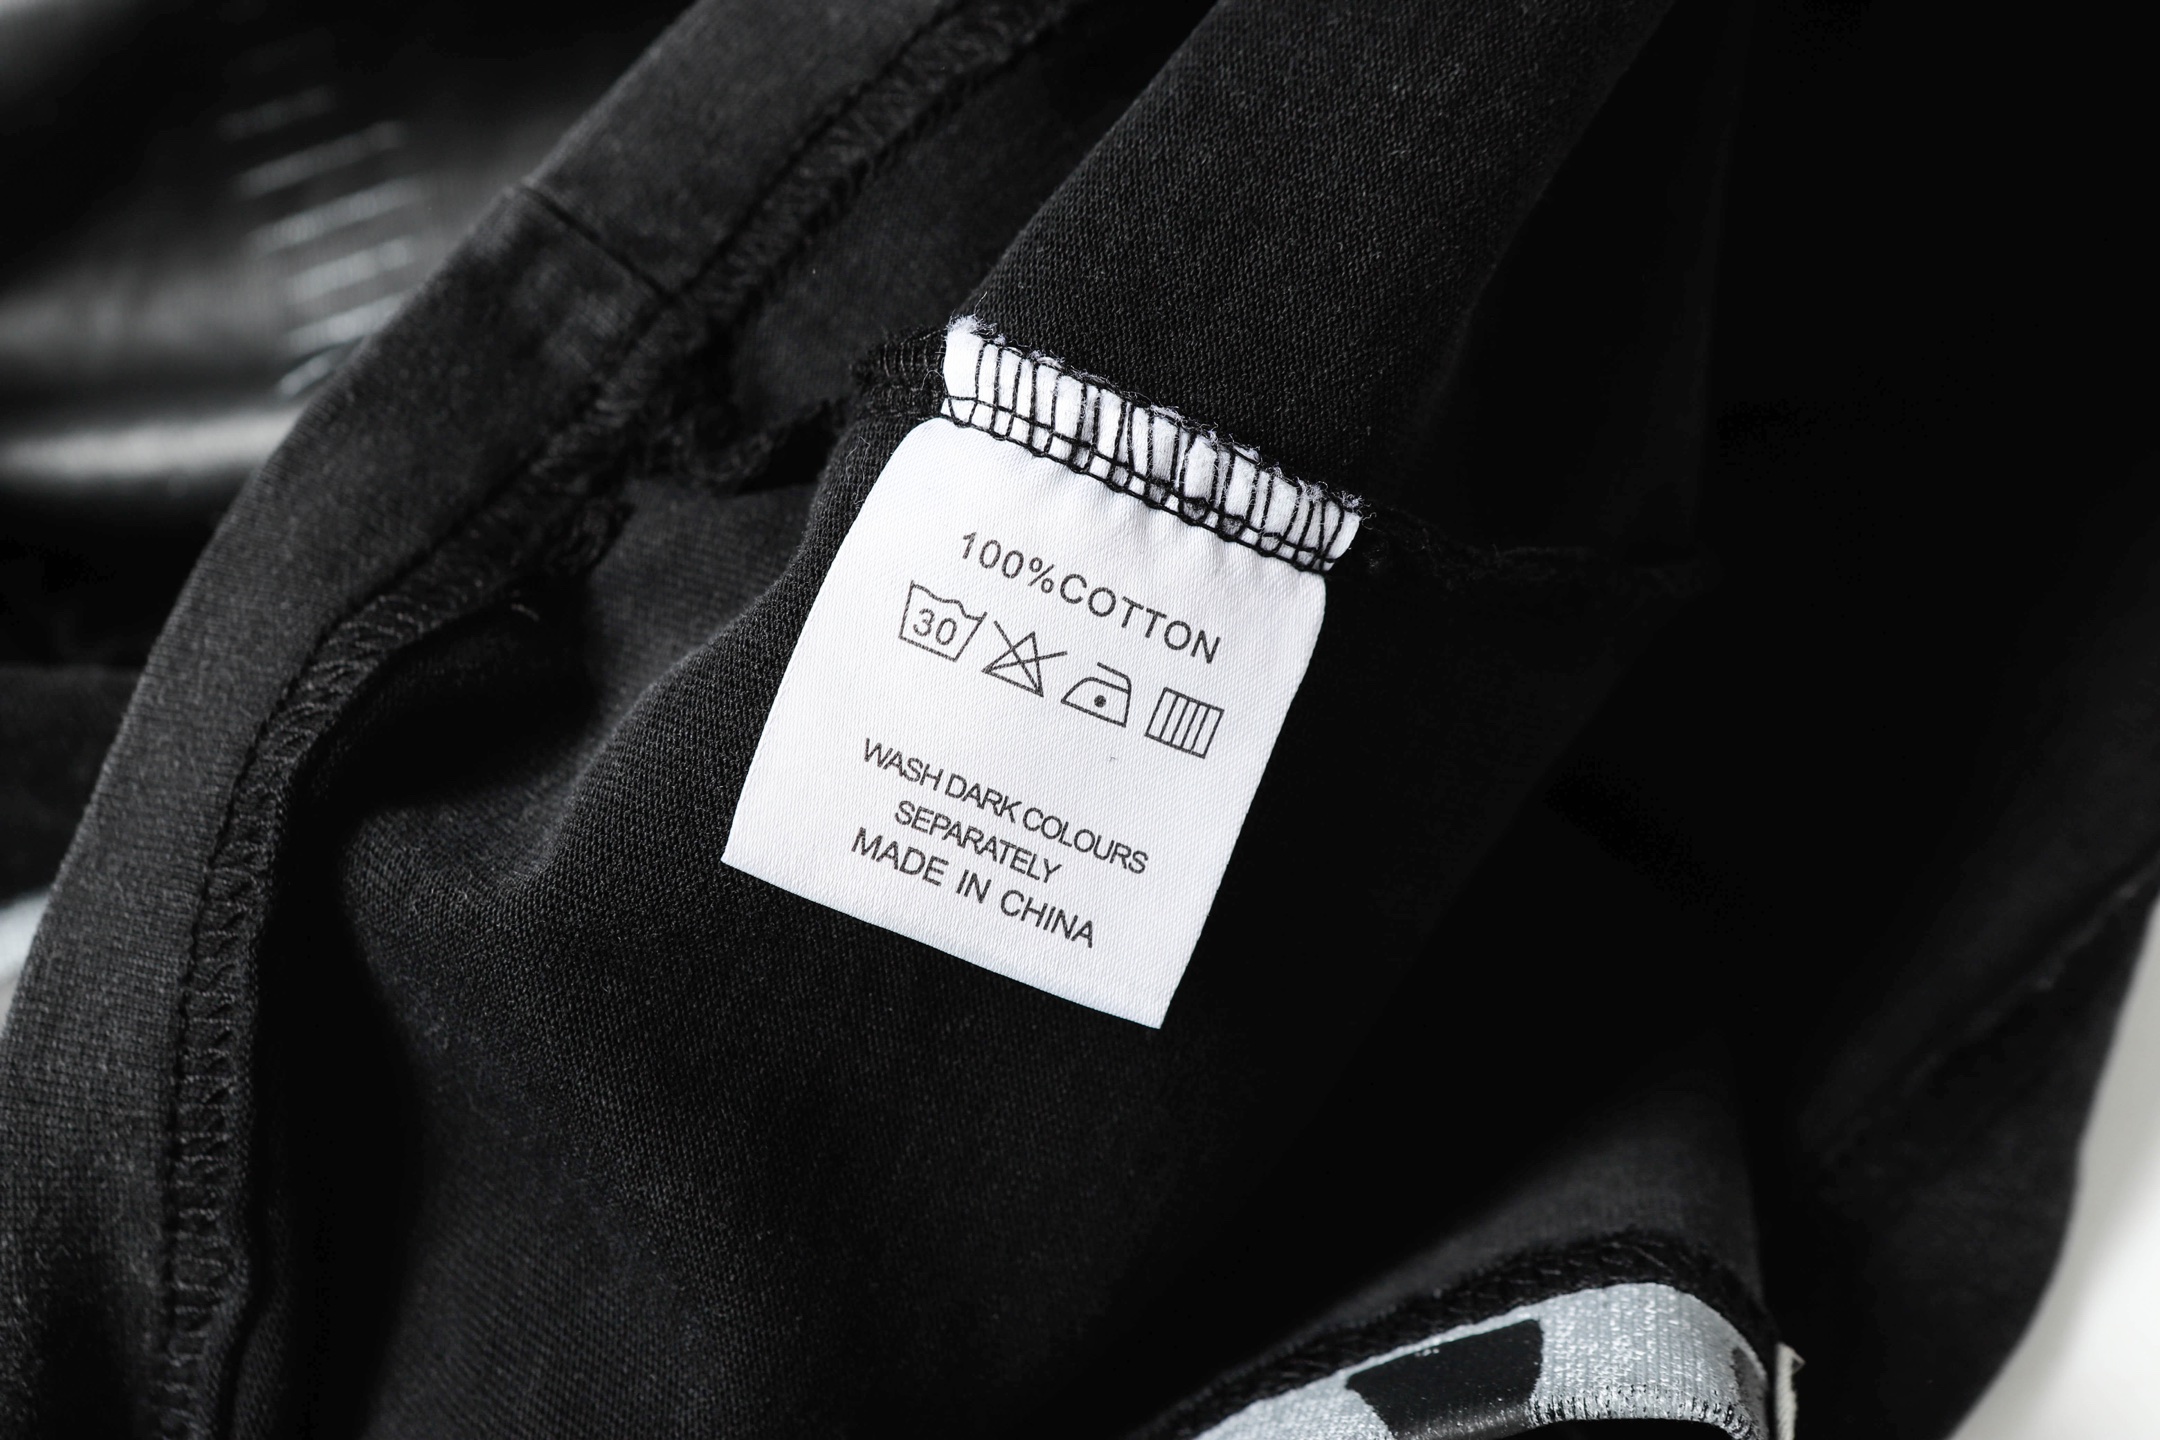 100%COTTON
30
WASH DARK COLOURS
SEPARATELY
MADE IN CHINA